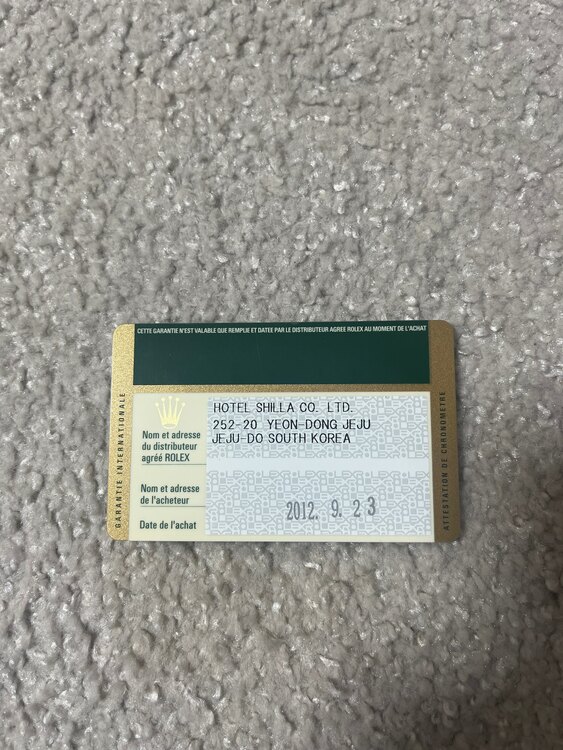 CETTE GARANTIE N'EST VALABLE QUE REMPLIE ET DATEE PAR LE DISTRIBUTEUR AGREE ROLEX AU MOMENT DE L'ACHAT
GARANTIE INTERNATIONALE
Nom et adresse
du distributeur
agréé ROLEX
HOTEL SHILLA CO. LTD.
252-20 YEON-DONG JEJU
JEJU-DO SOUTH KOREA
Nom et adresse
de l'acheteur
Date de l'achat
2012. 9. 23
ATTESTATION DE CHRONOMETRE